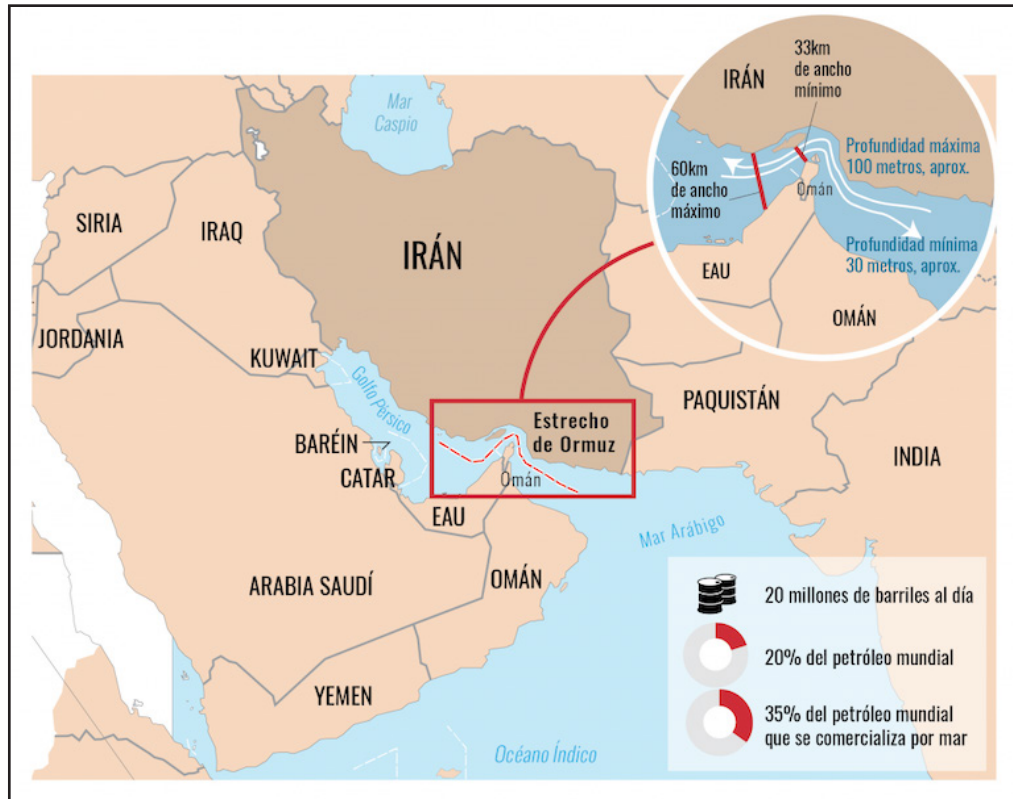 Mar
Caspio
SIRIA
IRAQ
IRÁN
JORDANIA
KUWAIT
Golfo Pérsico
BARÉIN
CATAR
Estrecho
de Ormuz
Omán
EAU
ARABIA SAUDÍ
OMÁN
YEMEN
PAQUISTÁN
INDIA
Mar Arábigo
Océano Índico
IRÁN
33km
de ancho
mínimo
Profundidad máxima
100 metros, aprox.
60km
de ancho
máximo
Omán
Profundidad mínima
30 metros, aprox.
EAU
OMÁN
20 millones de barriles al día
20% del petróleo mundial
35% del petróleo mundial
que se comercializa por mar